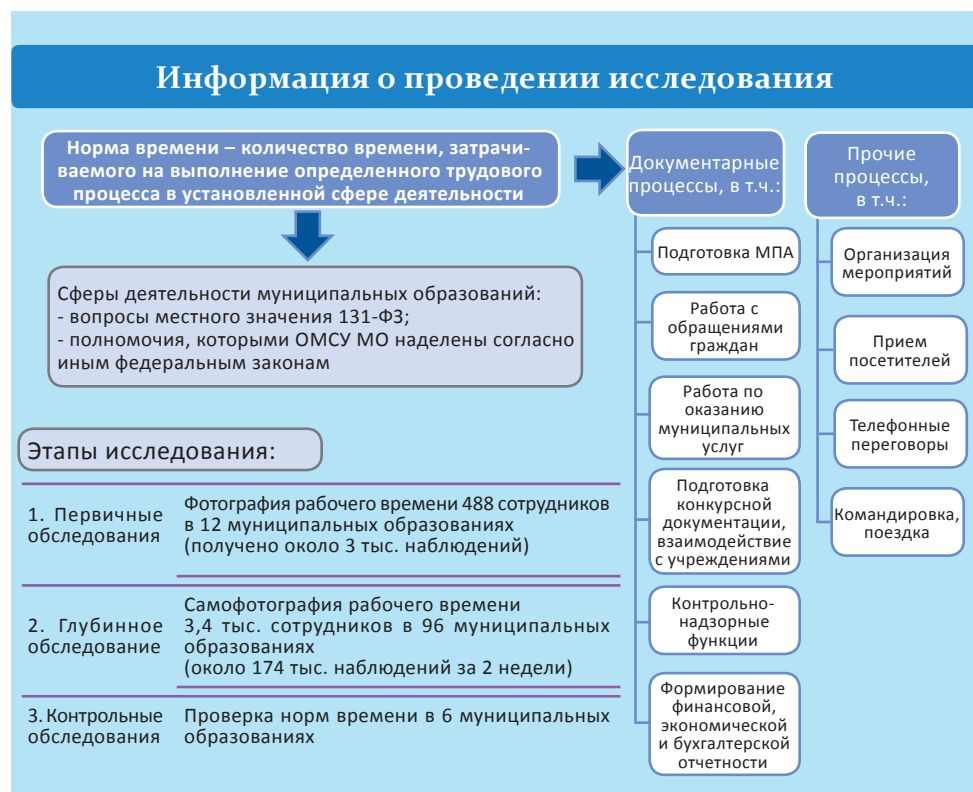 Информация о проведении исследования
Норма времени – количество времени, затрачи-
ваемого на выполнение определенного трудового
процесса в установленной сфере деятельности
Сферы деятельности муниципальных образований:
- вопросы местного значения 131-ФЗ;
- полномочия, которыми ОМСУ МО наделены согласно
иным федеральным законам
Этапы исследования:
1. Первичные
обследования
Фотография рабочего времени 488 сотрудников
в 12 муниципальных образованиях
(получено около 3 тыс. наблюдений)
2. Глубинное
обследование
Самофотография рабочего времени
3,4 тыс. сотрудников в 96 муниципальных
образованиях
(около 174 тыс. наблюдений за 2 недели)
3. Контрольные
обследования
Проверка норм времени в 6 муниципальных
образованиях
Документарные
процессы, в т.ч.:
Подготовка МПА
Работа с
обращениями
граждан
Работа по
оказанию
муниципальных
услуг
Подготовка
конкурсной
документации,
взаимодействие
с учреждениями
Контрольно-
надзорные
функции
Формирование
финансовой,
экономической
и бухгалтерской
отчетности
Прочие
процессы,
в т.ч.:
Организация
мероприятий
Прием
посетителей
Телефонные
переговоры
Командировка,
поездка